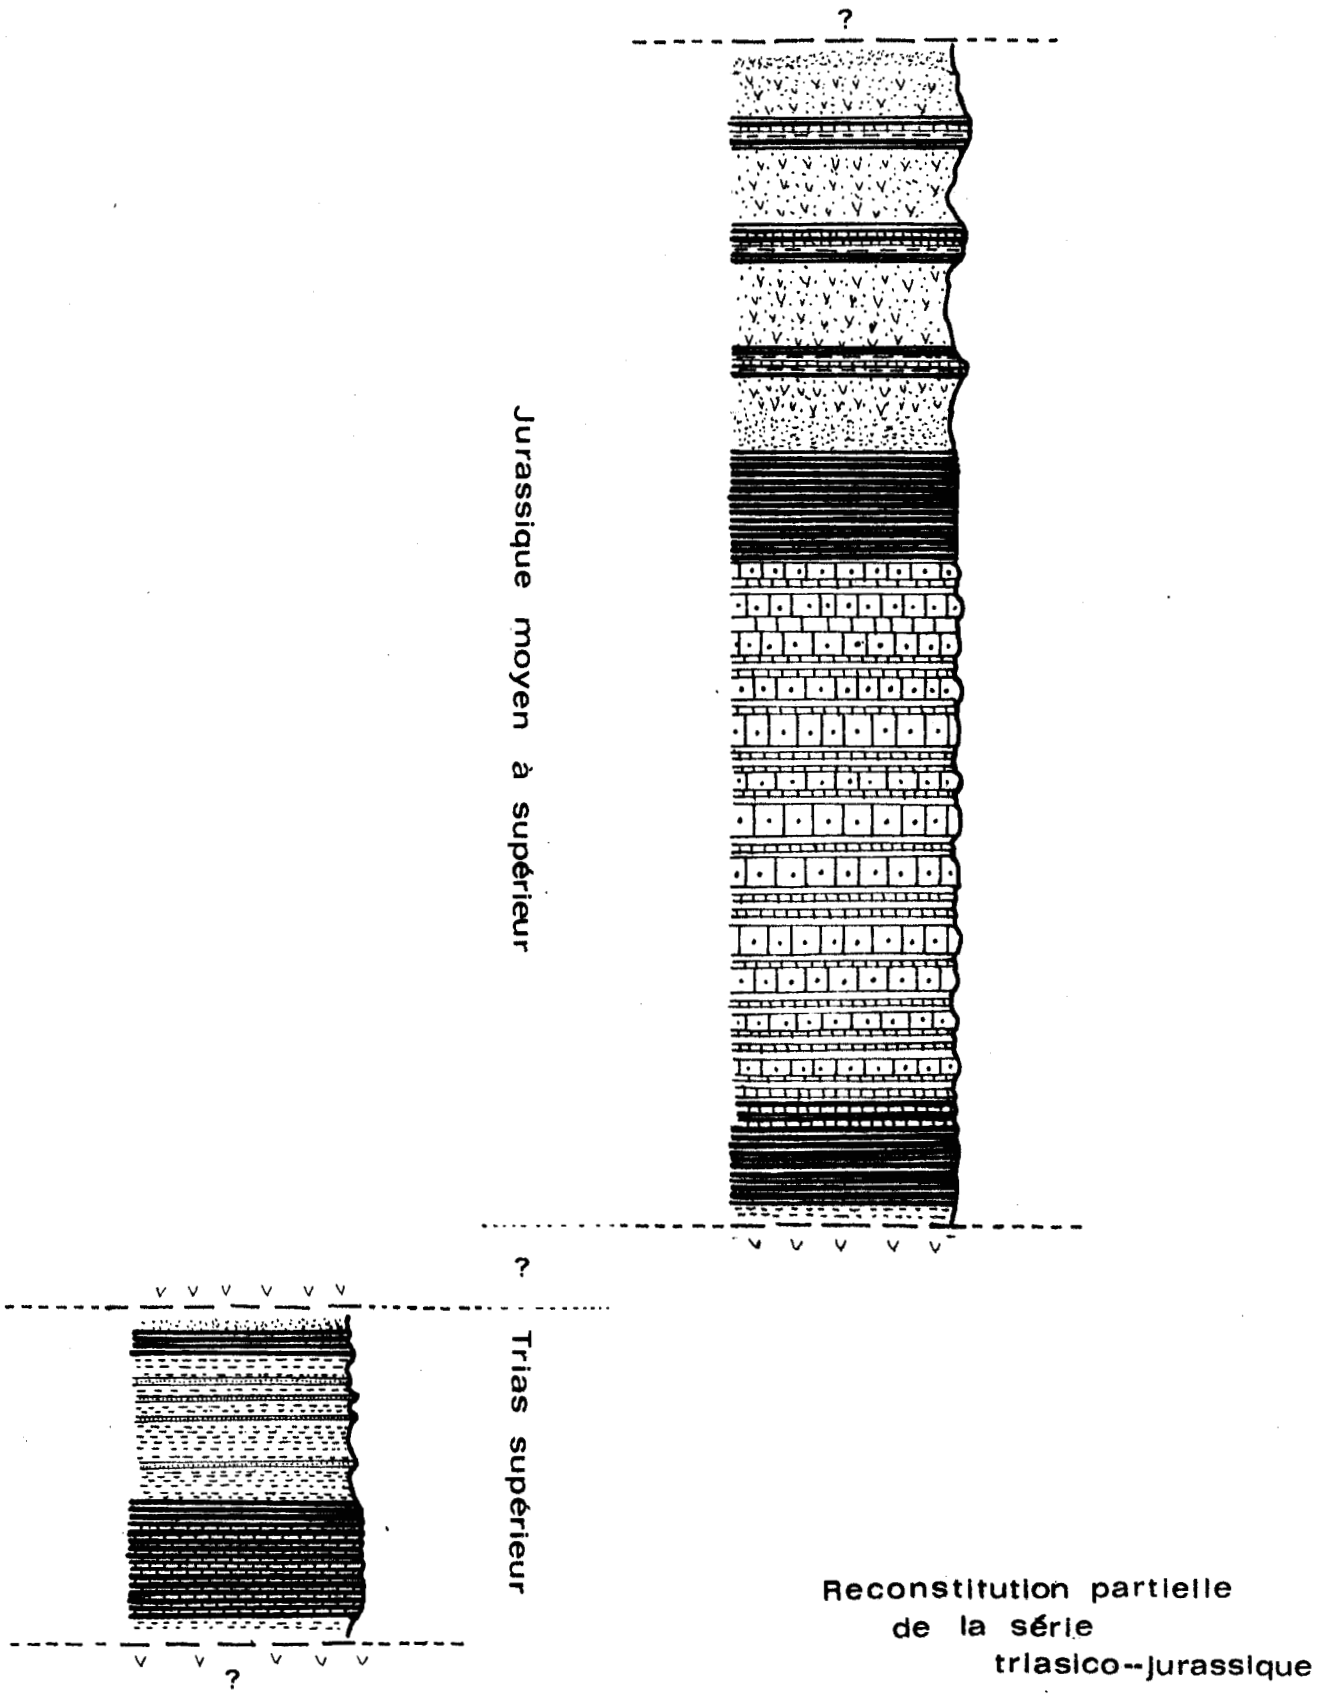 ?
Jurassique moyen à supérieur
?
Trias supérieur
?
Reconstitution partielle
de la série
triasico--jurassique